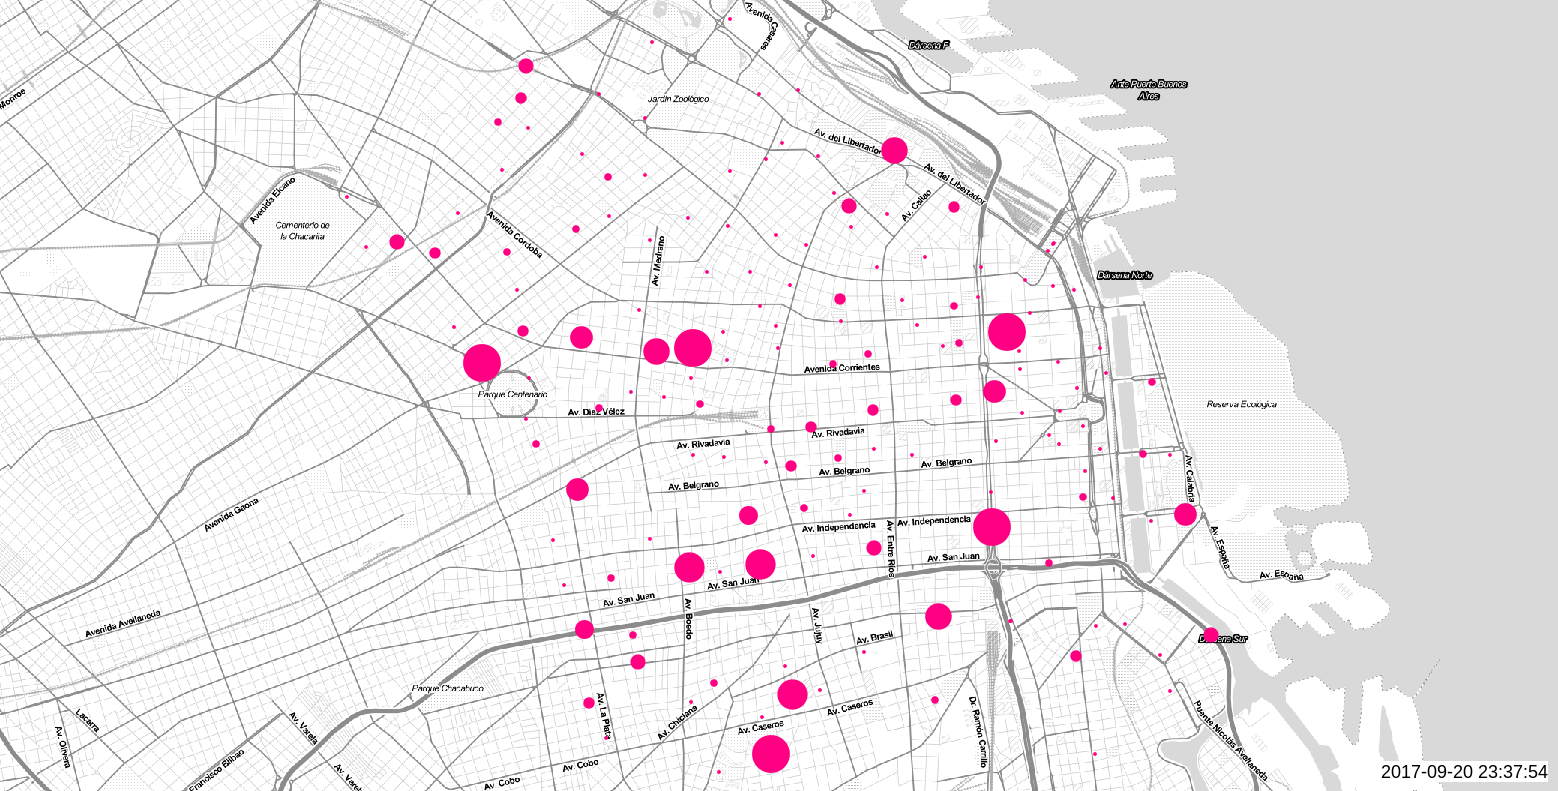 Avenida Casares
Dársena F
Ante Puerto Buenos
Aires
Monroe
Jardín Zoológico
Av. del Libertador
Av. del Libertador
Avenida Elcano
Av. Callao
Cementerio de
la Chacarita
Avenida Córdoba
Av. Medrano
Dársena Norte
Avenida Corrientes
Parque Centenario
Av. Díaz Vélez
Reserva Ecológica
Av. Rivadavia
Av. Rivadavia
Av. Belgrano
Av. Belgrano
Av. Belgrano
Av. Calabria
Avenida Gaona
Av. Independencia
Av. Independencia
Av. Entre Ríos
Av. España
Av. San Juan
Av. España
Av. San Juan
Av. San Juan
Av. Boedo
Av. Jujuy
Avenida Avellaneda
Av. Brasil
Parque Chacabuco
Av. La Plata
Av. Chiclana
Av. Caseros
Av. Caseros
Dr. Ramón Carrillo
Puente Nicolás Avellaneda
Lacarra
Av. Olivera
Av. Varela
Francisco Bilbao
Av. Cobo
Av. Cobo
2017-09-20 23:37:54